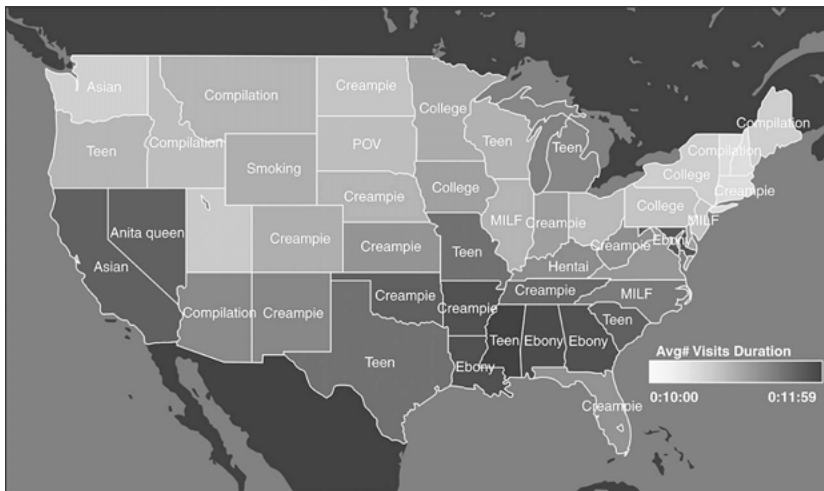 Asian
Compilation
Creampie
College
Compilation
Teen
Compilation
Smoking
POV
Teen
Teen
Compilation
College
Creampie
Anita queen
Creampie
College
MILF
Creampie
College
MILF
Asian
Creampie
Creampie
Teen
Hentai
Creampie
Ebony
Compilation
Creampie
Creampie
Creampie
Creampie
MILF
Teen
Ebony
Teen
Ebony
Ebony
Teen
Creampie
Avg# Visits Duration
0:10:00
0:11:59